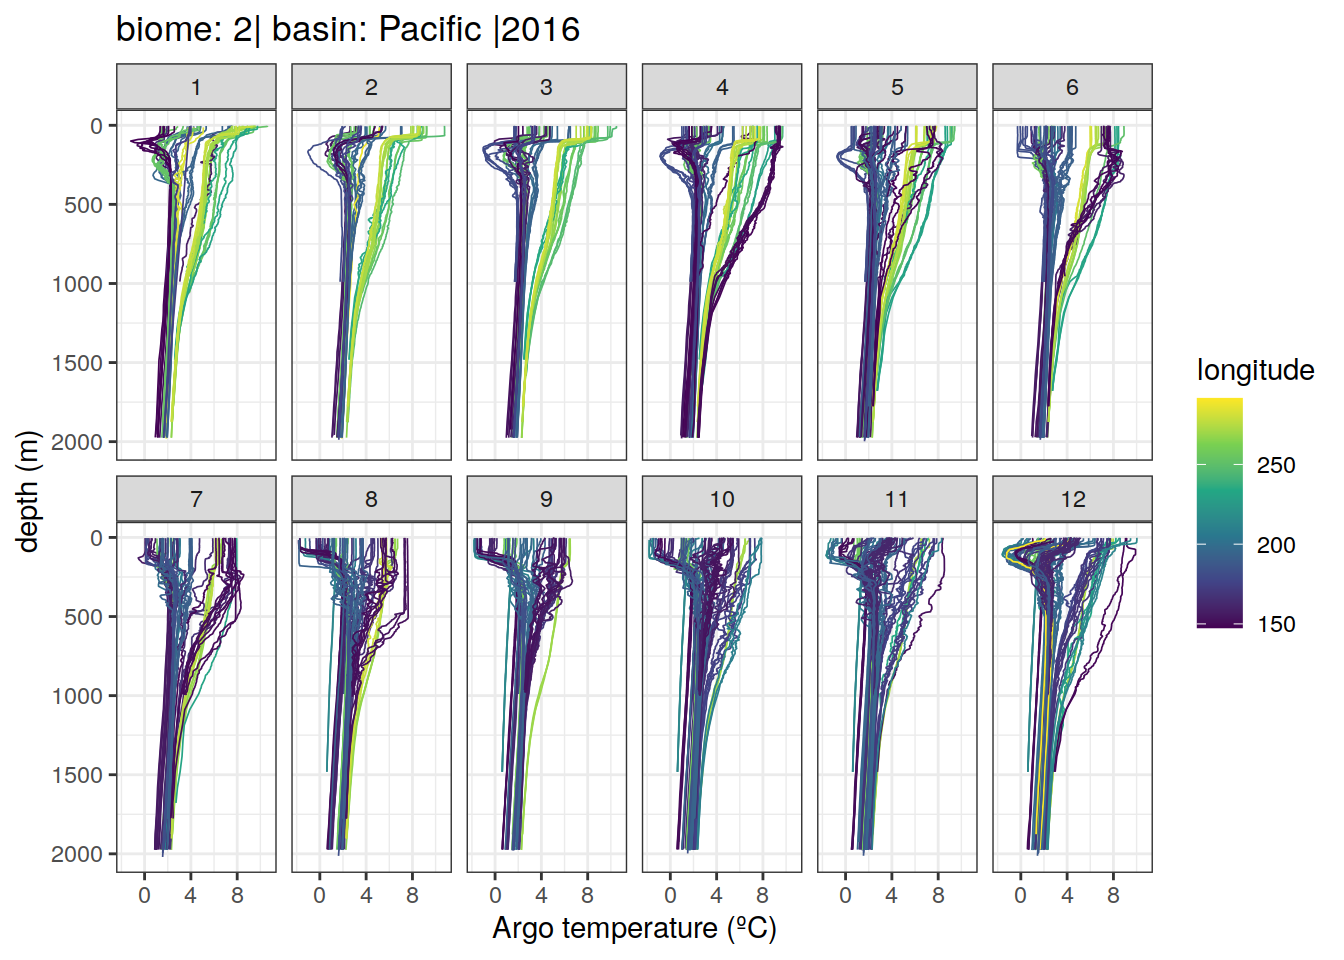 biome: 2| basin: Pacific |2016
1 2 3 4 5 6
0
500
1000
1500
2000
7 8 9 10 11 12
0
500
1000
1500
2000
0 4 8 0 4 8 0 4 8 0 4 8 0 4 8 0 4 8
Argo temperature (ºC)
depth (m)
longitude
250
200
150